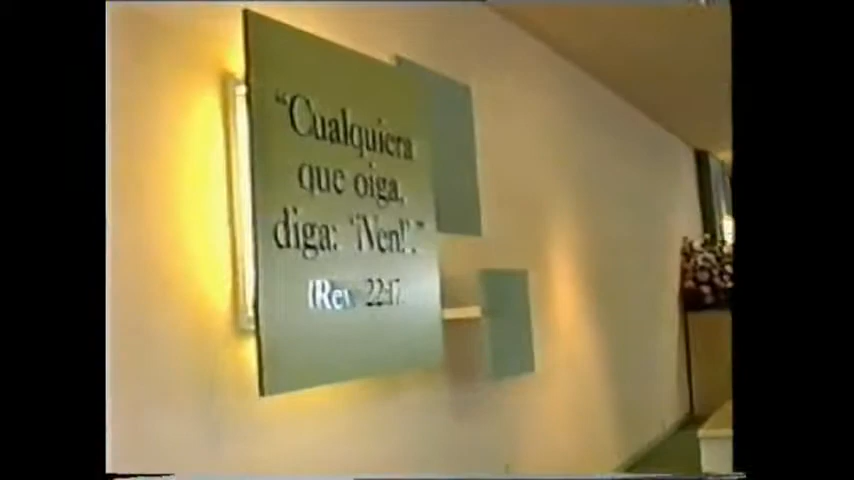 “Cualquiera
que oiga,
diga: ‘¡Ven!’.”
(Rev. 22:17)